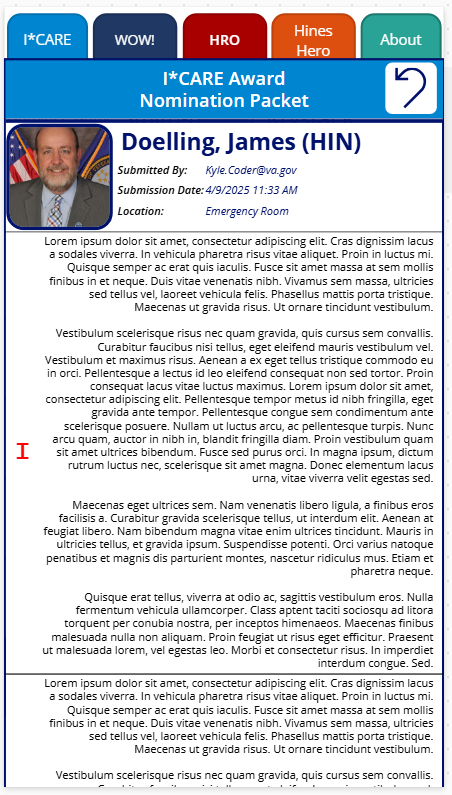 I*CARE
WOW!
HRO
Hines
Hero
About
I*CARE Award
Nomination Packet
Doelling, James (HIN)
Submitted By: Kyle.Coder@va.gov
Submission Date: 4/9/2025 11:33 AM
Location: Emergency Room
Lorem ipsum dolor sit amet, consectetur adipiscing elit. Cras dignissim lacus
a sodales viverra. In vehicula pharetra risus vitae aliquet. Proin in luctus mi.
Quisque semper ac erat quis iaculis. Fusce sit amet massa at sem mollis
finibus in et neque. Duis vitae venenatis nibh. Vivamus sem massa, ultricies
sed tellus vel, laoreet vehicula felis. Phasellus mattis porta tristique.
Maecenas ut gravida risus. Ut ornare tincidunt vestibulum.
Vestibulum scelerisque risus nec quam gravida, quis cursus sem convallis.
Curabitur faucibus nisi tellus, eget eleifend mauris vestibulum vel.
Vestibulum et maximus risus. Aenean a ex eget tellus tristique commodo eu
in orci. Pellentesque a lectus id leo eleifend consequat non sed tortor. Proin
consequat lacus vitae luctus maximus. Lorem ipsum dolor sit amet,
consectetur adipiscing elit. Pellentesque tempor metus id nibh fringilla, eget
gravida ante tempor. Pellentesque congue sem condimentum ante
scelerisque posuere. Nullam ut luctus arcu, ac pellentesque turpis. Nunc
arcu quam, auctor in nibh in, blandit fringilla diam. Proin vestibulum quam
I
sit amet ultrices bibendum. Fusce sed purus orci. In magna ipsum, dictum
rutrum luctus nec, scelerisque sit amet magna. Donec elementum lacus
urna, vitae viverra velit egestas sed.
Maecenas eget ultrices sem. Nam venenatis libero ligula, a finibus eros
facilisis a. Curabitur gravida scelerisque tellus, ut interdum elit. Aenean at
feugiat libero. Nam bibendum magna vitae enim ultrices tincidunt. Mauris in
ultricies tellus, et gravida ipsum. Suspendisse potenti. Orci varius natoque
penatibus et magnis dis parturient montes, nascetur ridiculus mus. Etiam et
pharetra neque.
Quisque erat tellus, viverra at odio ac, sagittis vestibulum eros. Nulla
fermentum vehicula ullamcorper. Class aptent taciti sociosqu ad litora
torquent per conubia nostra, per inceptos himenaeos. Maecenas finibus
malesuada nulla non aliquam. Proin feugiat ut risus eget efficitur. Praesent
ut malesuada lorem, vel egestas leo. Morbi et consectetur risus. In imperdiet
interdum congue. Sed.
Lorem ipsum dolor sit amet, consectetur adipiscing elit. Cras dignissim lacus
a sodales viverra. In vehicula pharetra risus vitae aliquet. Proin in luctus mi.
Quisque semper ac erat quis iaculis. Fusce sit amet massa at sem mollis
finibus in et neque. Duis vitae venenatis nibh. Vivamus sem massa, ultricies
sed tellus vel, laoreet vehicula felis. Phasellus mattis porta tristique.
Maecenas ut gravida risus. Ut ornare tincidunt vestibulum.
Vestibulum scelerisque risus nec quam gravida, quis cursus sem convallis.